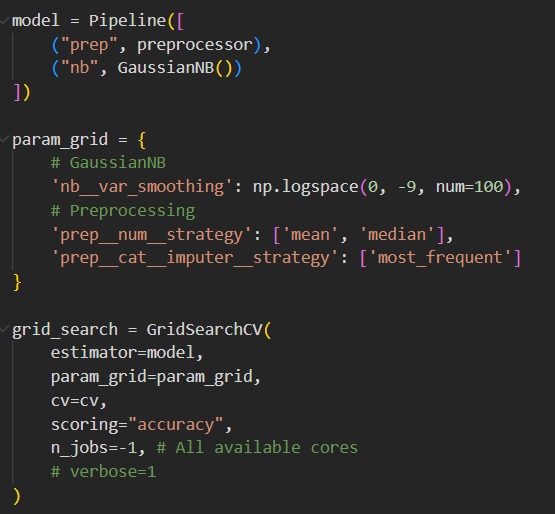 model = Pipeline([
    ("prep", preprocessor),
    ("nb", GaussianNB())
])

param_grid = {
    # GaussianNB
    'nb__var_smoothing': np.logspace(0, -9, num=100),
    # Preprocessing
    'prep__num__strategy': ['mean', 'median'],
    'prep__cat__imputer__strategy': ['most_frequent']
}

grid_search = GridSearchCV(
    estimator=model,
    param_grid=param_grid,
    cv=cv,
    scoring="accuracy",
    n_jobs=-1, # All available cores
    # verbose=1
)